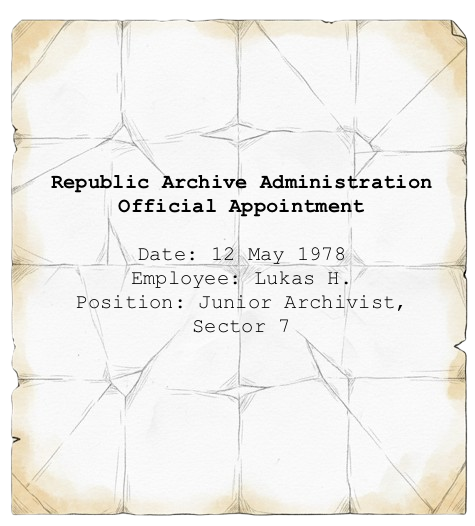 Republic Archive Administration
Official Appointment
Date: 12 May 1978
Employee: Lukas H.
Position: Junior Archivist,
Sector 7